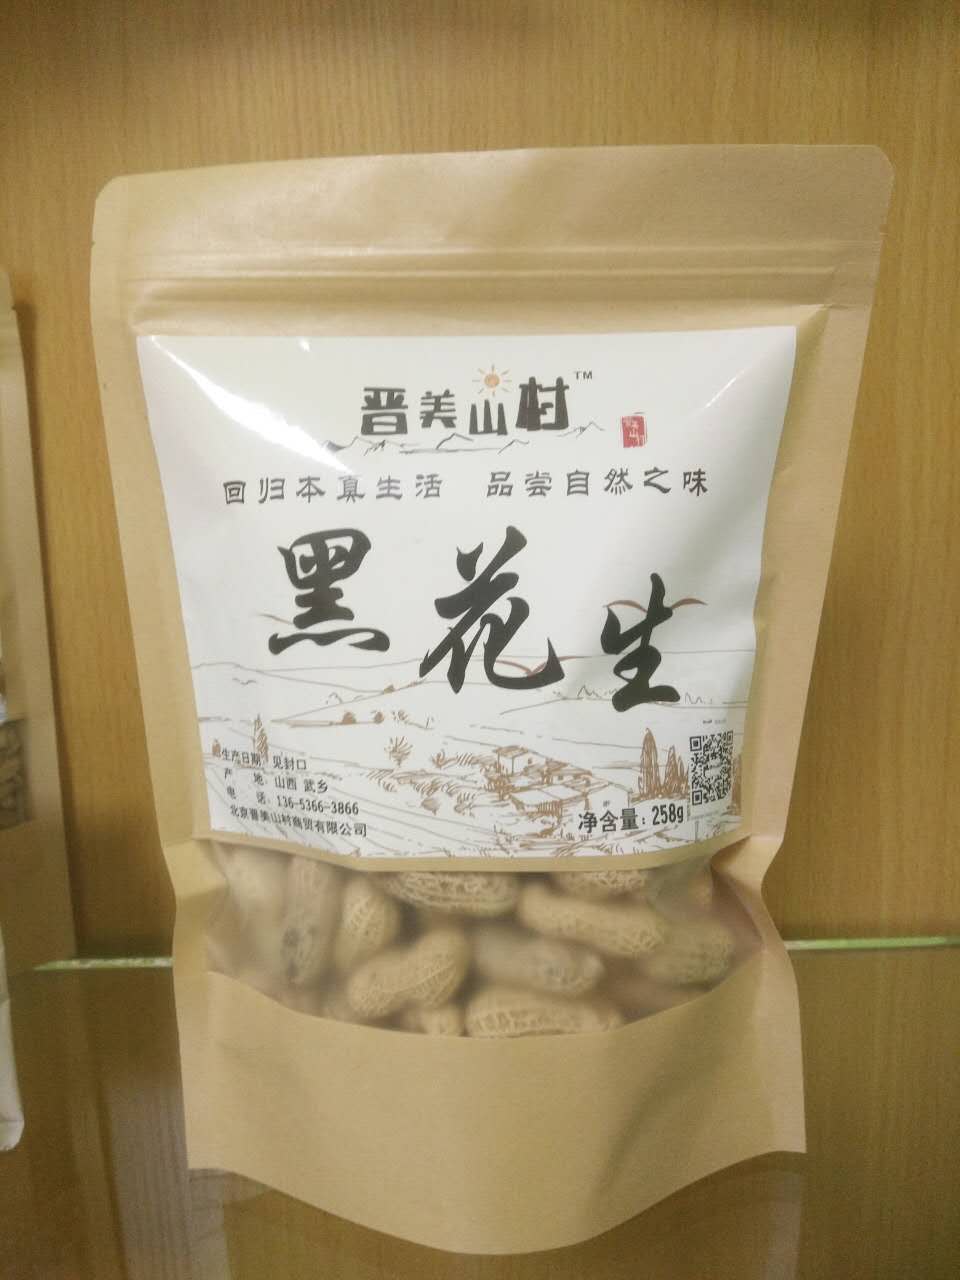 晋美山村™
回归本真生活 品尝自然之味
黑花生
生产日期：见封口
产 地：山西 武乡
电 话：136-5366-3866
北京晋美山村商贸有限公司
净含量：258g